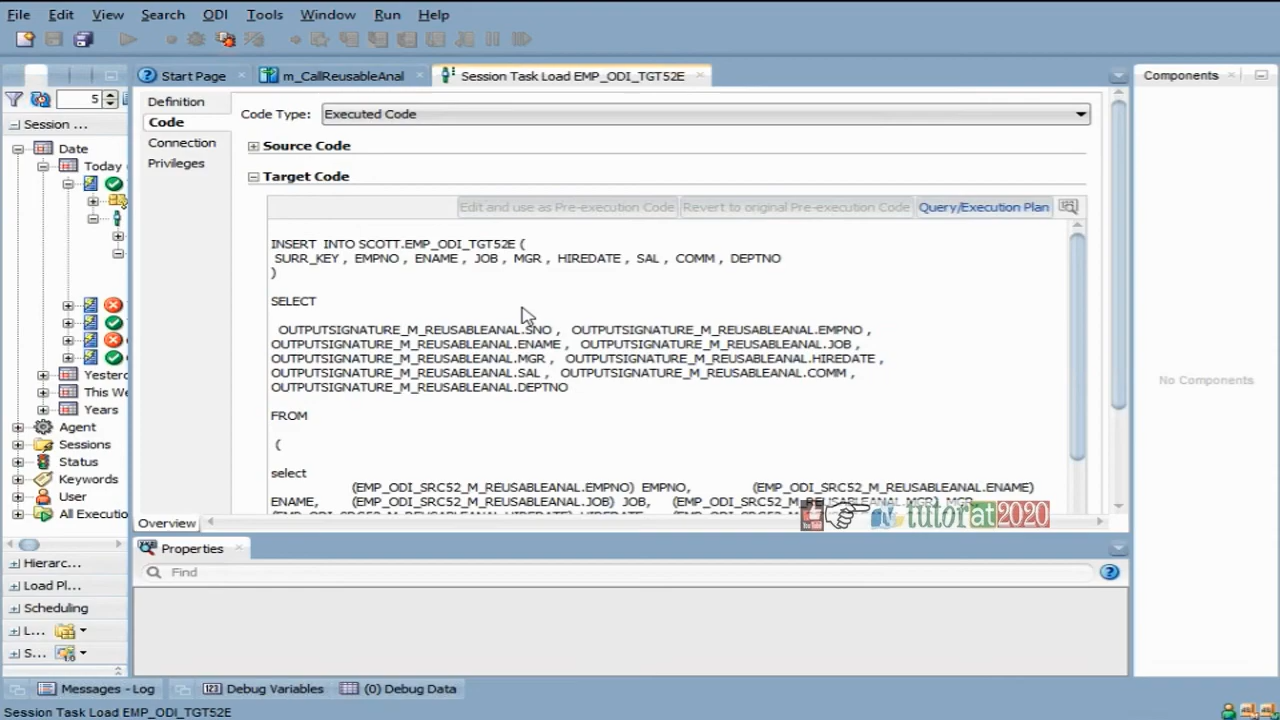 File Edit View Search ODI Tools Window Run Help
5
Start Page
m_CallReusableAnal
Session Task Load EMP_ODI_TGT52E
Components
Session ...
Date
Today
Yester
This We
Years
Agent
Sessions
Status
Keywords
User
All Executio
Hierarc...
Load Pl...
Scheduling
L...
S...
Definition
Code
Connection
Privileges
Code Type: Executed Code
Source Code
Target Code
Edit and use as Pre-execution Code Revert to original Pre-execution Code Query/Execution Plan
INSERT INTO SCOTT.EMP_ODI_TGT52E (
SURR_KEY , EMPNO , ENAME , JOB , MGR , HIREDATE , SAL , COMM , DEPTNO
)
SELECT
OUTPUTSIGNATURE_M_REUSABLEANAL.SNO , OUTPUTSIGNATURE_M_REUSABLEANAL.EMPNO ,
OUTPUTSIGNATURE_M_REUSABLEANAL.ENAME , OUTPUTSIGNATURE_M_REUSABLEANAL.JOB ,
OUTPUTSIGNATURE_M_REUSABLEANAL.MGR , OUTPUTSIGNATURE_M_REUSABLEANAL.HIREDATE ,
OUTPUTSIGNATURE_M_REUSABLEANAL.SAL , OUTPUTSIGNATURE_M_REUSABLEANAL.COMM ,
OUTPUTSIGNATURE_M_REUSABLEANAL.DEPTNO
FROM
(
select
(EMP_ODI_SRC52_M_REUSABLEANAL.EMPNO) EMPNO, (EMP_ODI_SRC52_M_REUSABLEANAL.ENAME)
ENAME, (EMP_ODI_SRC52_M_REUSABLEANAL.JOB) JOB, (EMP_ODI_SRC52_M_REUSABLEANAL.MGR) MGR
tutorat2020
No Components
Overview
Properties
Find
Messages - Log
Debug Variables
(0) Debug Data
Session Task Load EMP_ODI_TGT52E